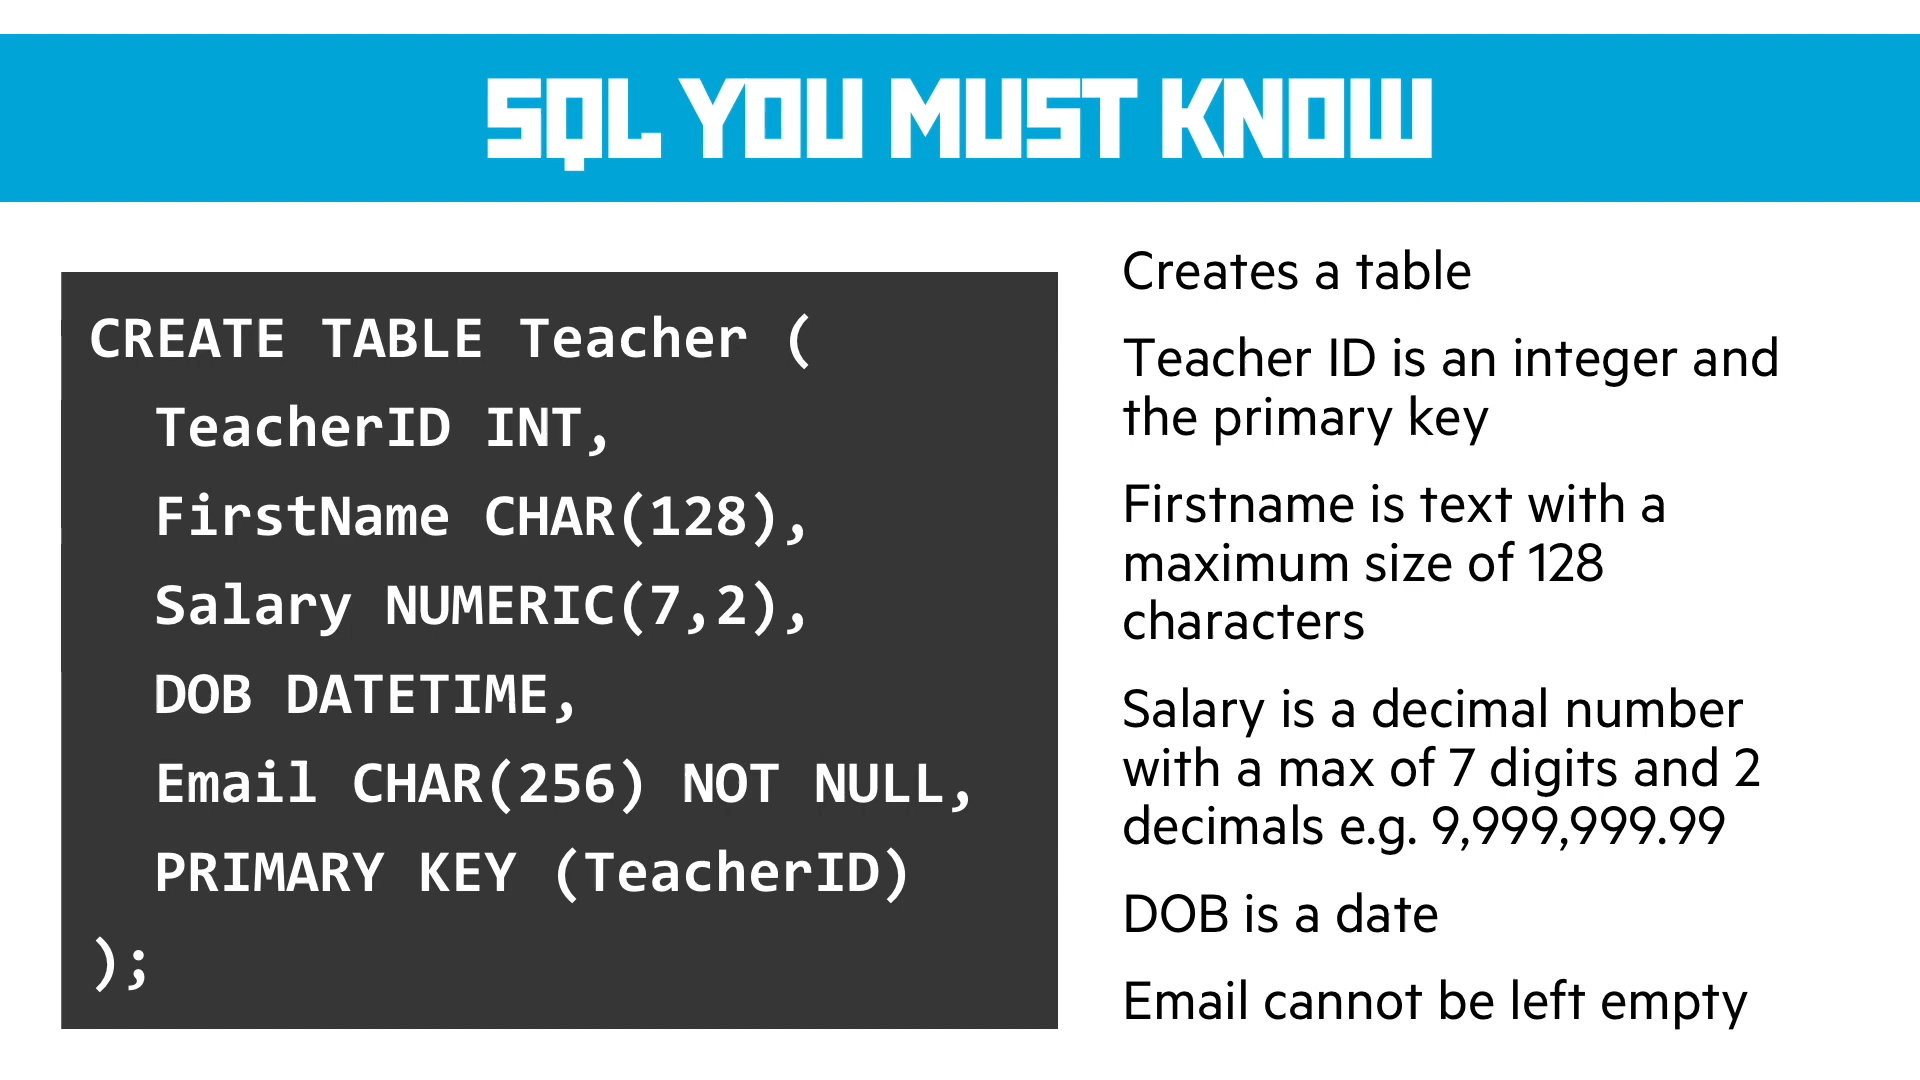 SQL YOU MUST KNOW
CREATE TABLE Teacher (
TeacherID INT,
FirstName CHAR(128),
Salary NUMERIC(7,2),
DOB DATETIME,
Email CHAR(256) NOT NULL,
PRIMARY KEY (TeacherID)
);
Creates a table
Teacher ID is an integer and
the primary key
Firstname is text with a
maximum size of 128
characters
Salary is a decimal number
with a max of 7 digits and 2
decimals e.g. 9,999,999.99
DOB is a date
Email cannot be left empty